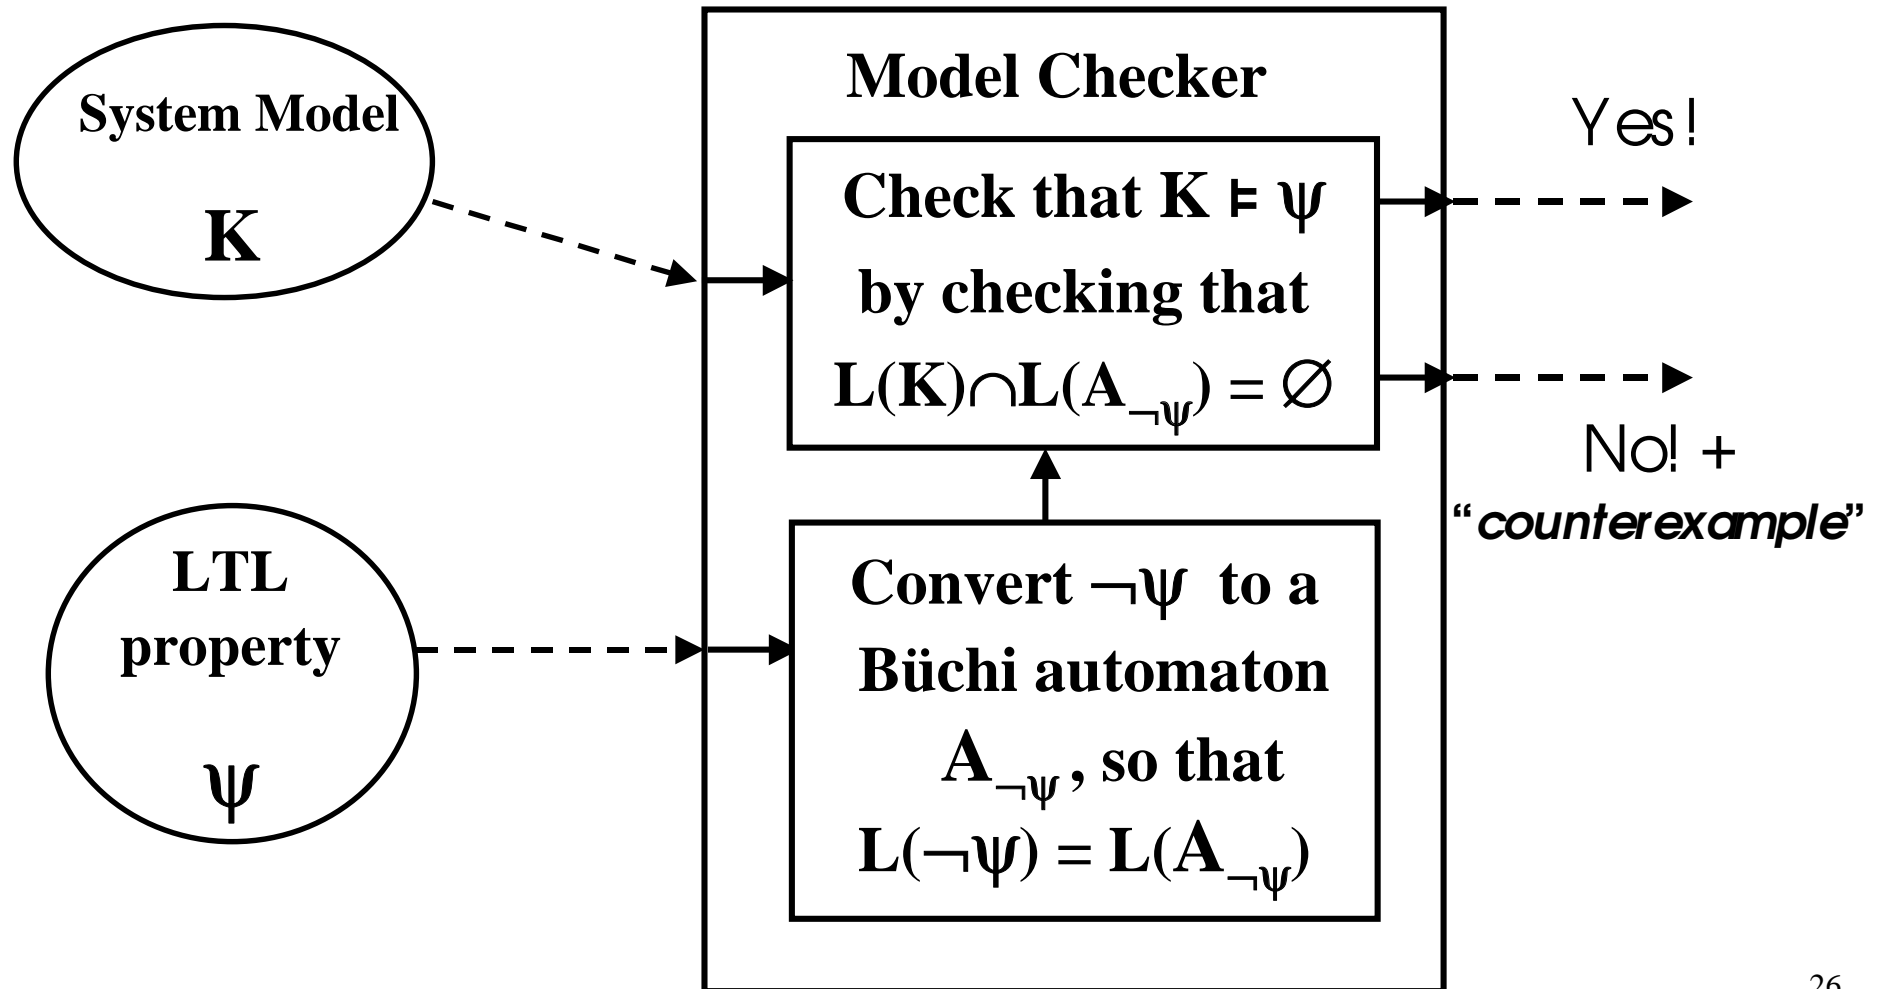 System Model
K
LTL
property
ψ
Model Checker
Check that K ⊧ ψ
by checking that
L(K)∩L(A¬ψ) = ∅
Convert ¬ψ to a
Büchi automaton
A¬ψ, so that
L(¬ψ) = L(A¬ψ)
Yes!
No! +
“counterexample”
26